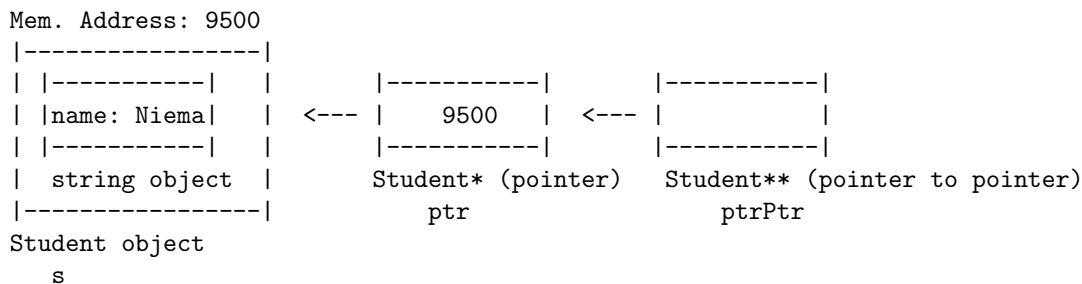 Mem. Address: 9500
|-----------------|
| |-----------|   |       |-----------|       |-----------|
| |name: Niema|   |  <--- |    9500   |  <--- |           |
| |-----------|   |       |-----------|       |-----------|
|  string object  |      Student* (pointer)   Student** (pointer to pointer)
|-----------------|          ptr                 ptrPtr
Student object
   s